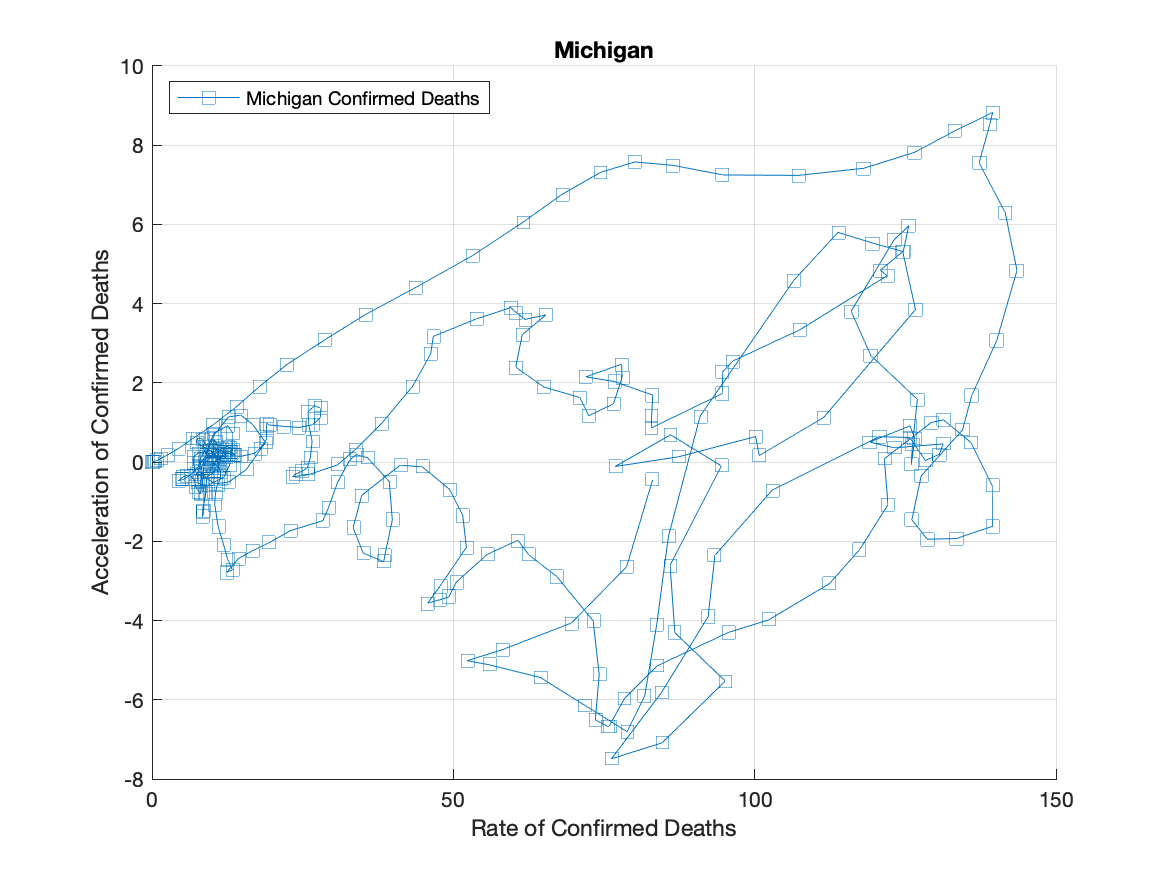 Michigan
10
Michigan Confirmed Deaths
8
6
4
2
0
-2
-4
-6
-8
Acceleration of Confirmed Deaths
0 50 100 150
Rate of Confirmed Deaths